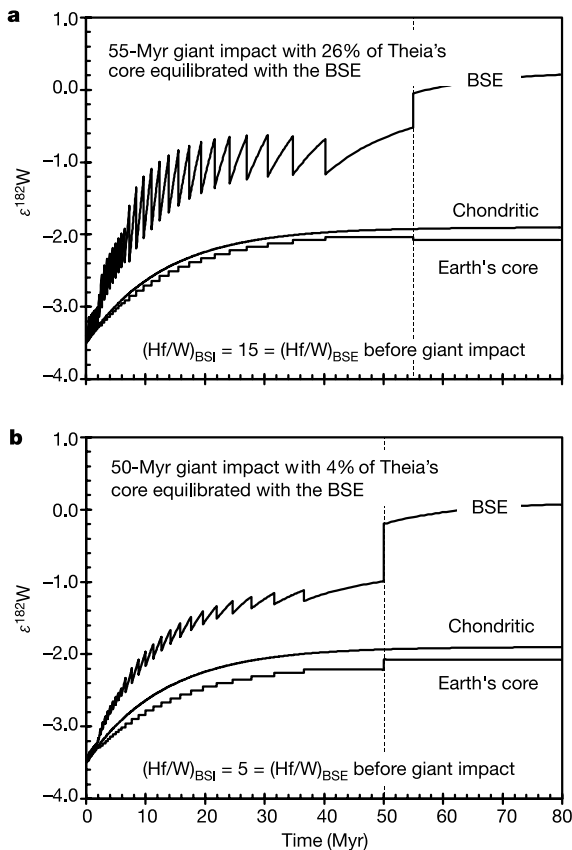 a
1.0
55-Myr giant impact with 26% of Theia's
core equilibrated with the BSE
0.0
BSE
–1.0
ε182W
Chondritic
–2.0
Earth's core
–3.0
(Hf/W)BSI = 15 = (Hf/W)BSE before giant impact
–4.0
b
1.0
50-Myr giant impact with 4% of Theia's
core equilibrated with the BSE
0.0
BSE
–1.0
ε182W
Chondritic
–2.0
Earth's core
–3.0
(Hf/W)BSI = 5 = (Hf/W)BSE before giant impact
–4.0
0 10 20 30 40 50 60 70 80
Time (Myr)